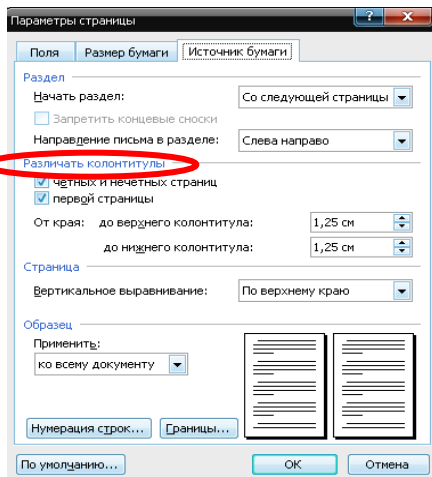 Параметры страницы
Поля Размер бумаги Источник бумаги
Раздел
Начать раздел: Со следующей страницы
Запретить концевые сноски
Направление письма в разделе: Слева направо
Различать колонтитулы
четных и нечетных страниц
первой страницы
От края: до верхнего колонтитула: 1,25 см
до нижнего колонтитула: 1,25 см
Страница
Вертикальное выравнивание: По верхнему краю
Образец
Применить:
ко всему документу
Нумерация строк... Границы...
По умолчанию... ОК Отмена